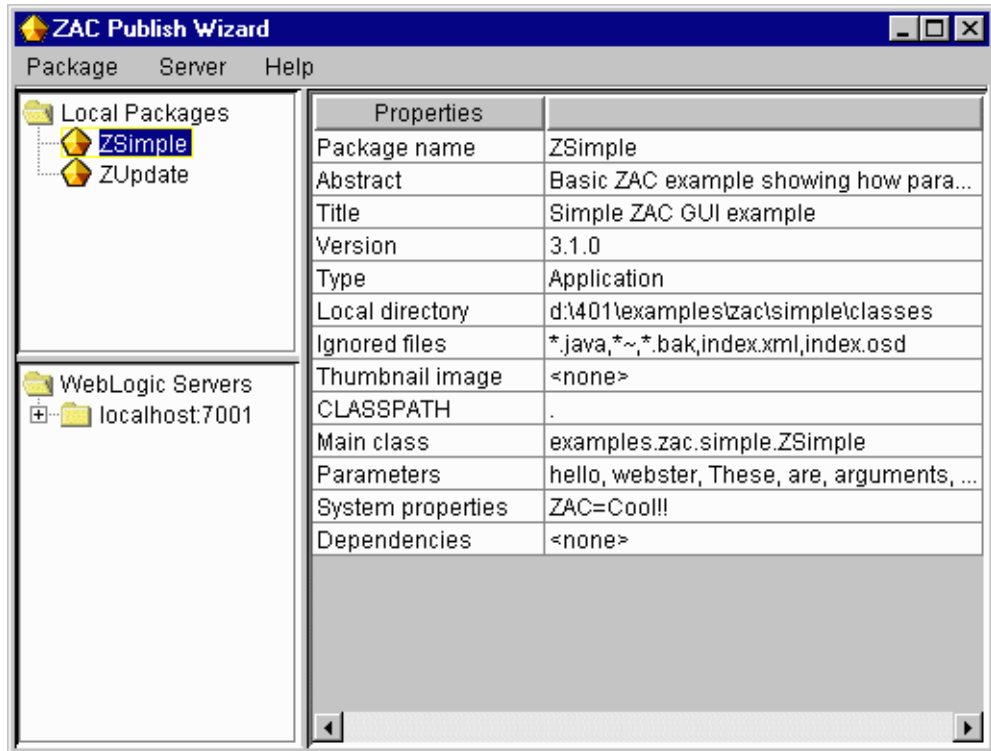 ZAC Publish Wizard
Package Server Help
Local Packages
ZSimple
ZUpdate
WebLogic Servers
localhost:7001
Properties
Package name ZSimple
Abstract Basic ZAC example showing how para...
Title Simple ZAC GUI example
Version 3.1.0
Type Application
Local directory d:\401\examples\zac\simple\classes
Ignored files *.java,*~,*.bak,index.xml,index.osd
Thumbnail image <none>
CLASSPATH .
Main class examples.zac.simple.ZSimple
Parameters hello, webster, These, are, arguments, ...
System properties ZAC=Cool!!
Dependencies <none>